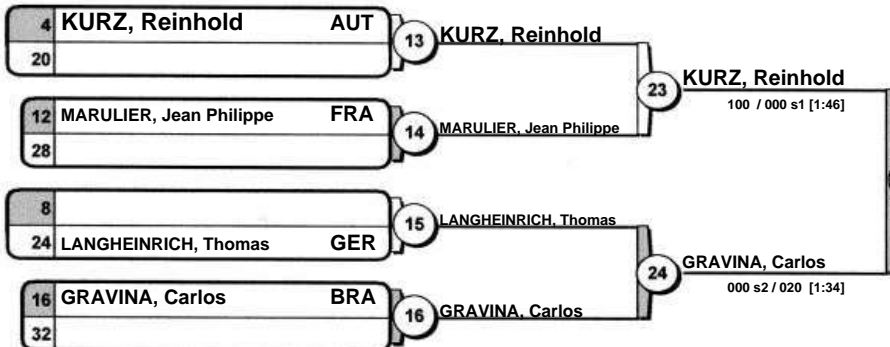 4 KURZ, Reinhold AUT
20
13 KURZ, Reinhold
12 MARULIER, Jean Philippe FRA
28
14 MARULIER, Jean Philippe
23 KURZ, Reinhold
100 / 000 s1 [1:46]
8
24 LANGHEINRICH, Thomas GER
15 LANGHEINRICH, Thomas
16 GRAVINA, Carlos BRA
32
16 GRAVINA, Carlos
24 GRAVINA, Carlos
000 s2 / 020 [1:34]